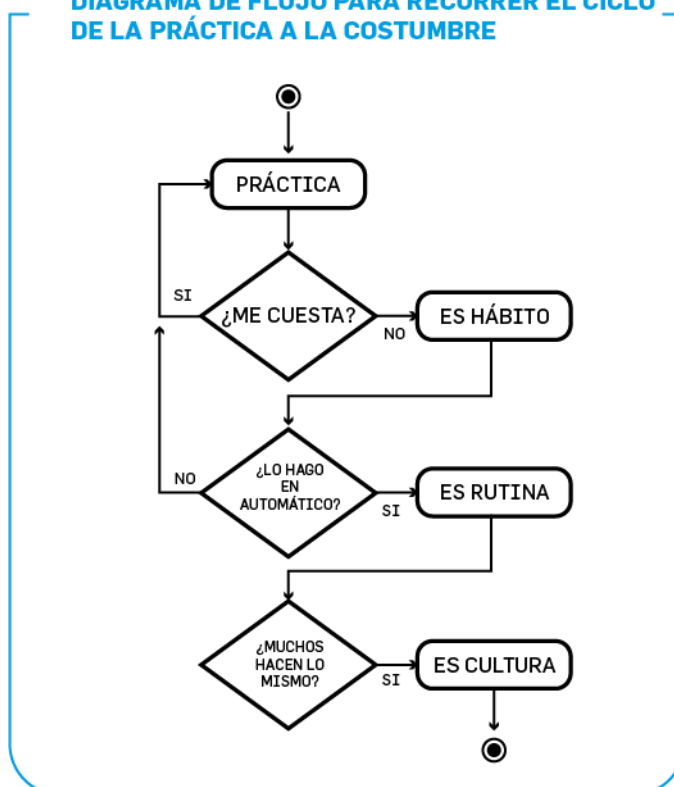 DIAGRAMA DE FLUJO PARA RECORRER EL CICLO
DE LA PRÁCTICA A LA COSTUMBRE
PRÁCTICA
SI
¿ME CUESTA?
NO
ES HÁBITO
NO
¿LO HAGO
EN
AUTOMÁTICO?
SI
ES RUTINA
¿MUCHOS
HACEN LO
MISMO?
SI
ES CULTURA